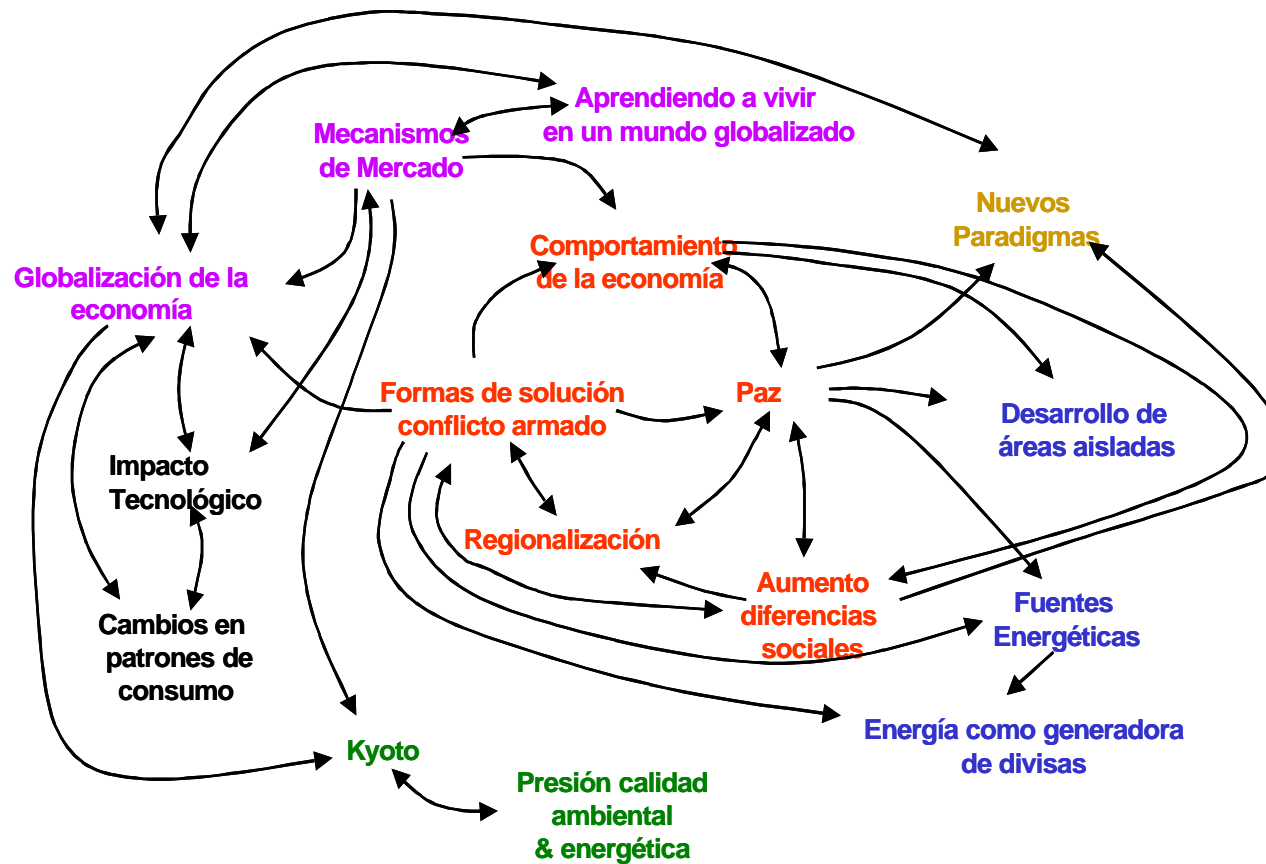 Aprendiendo a vivir
en un mundo globalizado
Mecanismos
de Mercado
Nuevos
Paradigmas
Comportamiento
de la economía
Globalización de la
economía
Formas de solución
conflicto armado
Paz
Desarrollo de
áreas aisladas
Impacto
Tecnológico
Regionalización
Aumento
diferencias
sociales
Fuentes
Energéticas
Cambios en
patrones de
consumo
Energía como generadora
de divisas
Kyoto
Presión calidad
ambiental
& energética